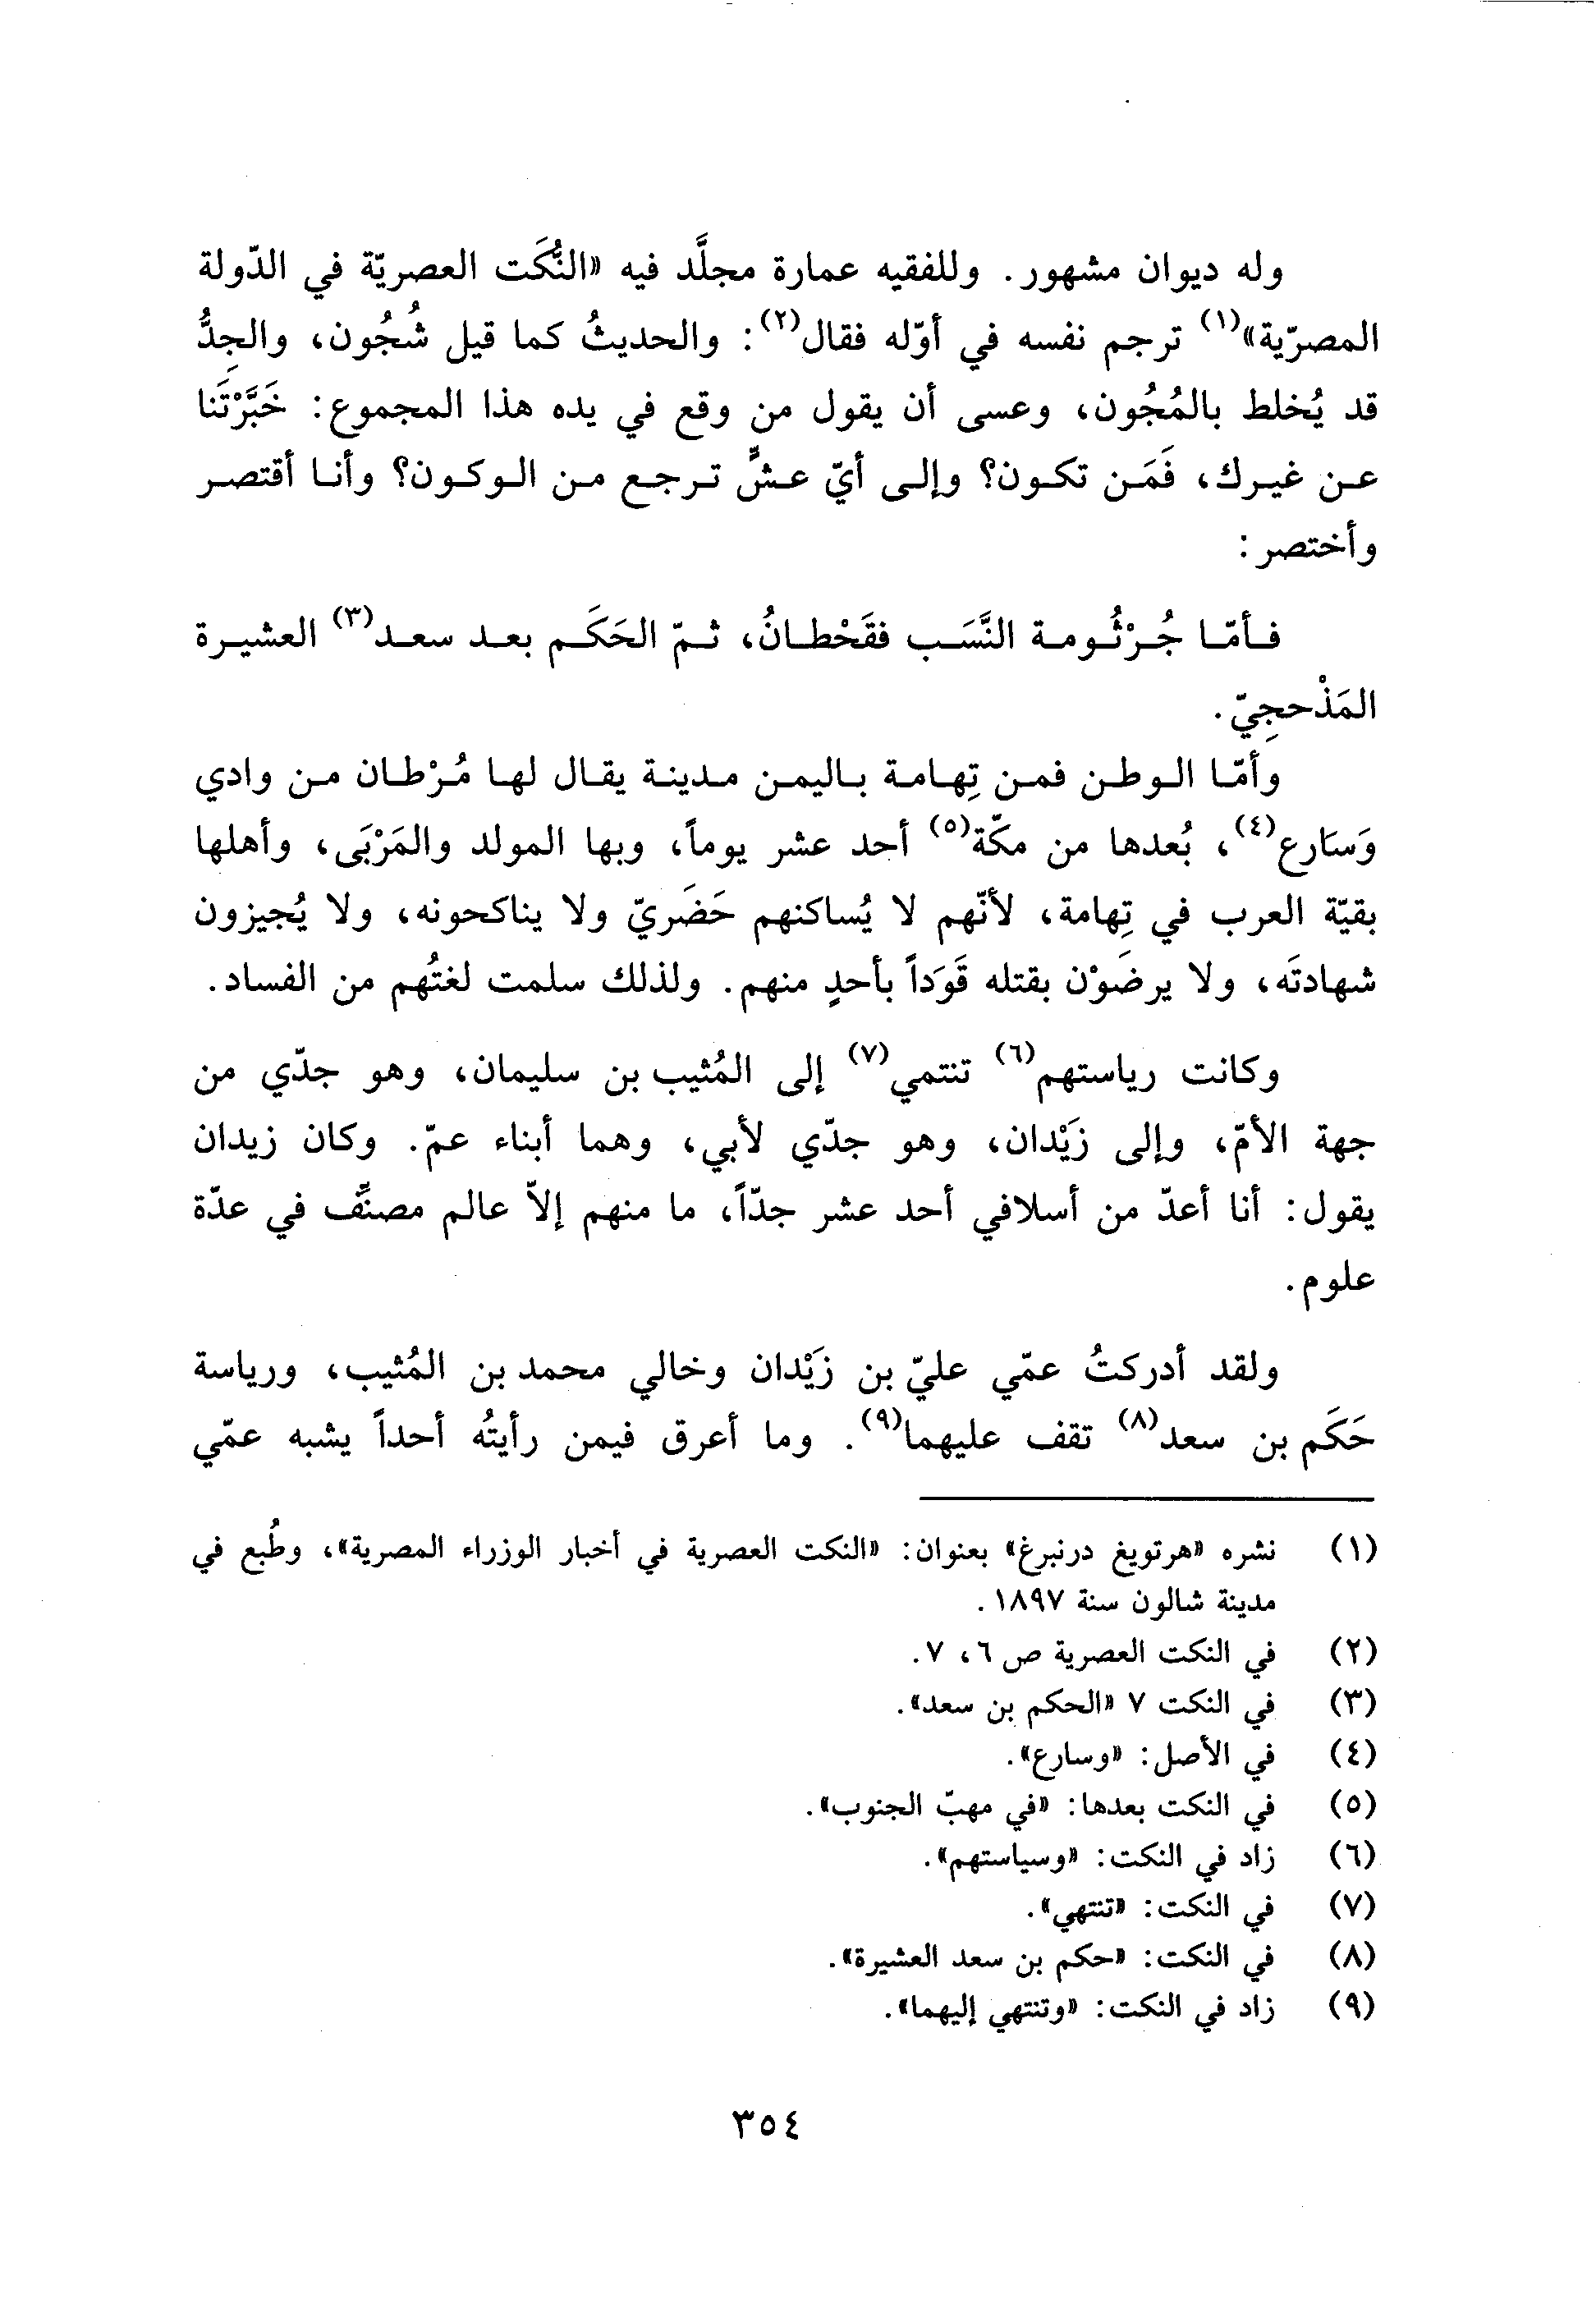 وله ديوان مشهور. وللفقيه عمارة مجلَّد فيه «النُّكَت العصريّة في الدّولة
المصرّية»(١) ترجم نفسه في أوّله فقال(٢): والحديثُ كما قيل شُجُون، والجِدُّ
قد يُخلط بالمُجُون، وعسى أن يقول من وقع في يده هذا المجموع: خَبَّرْتَنا
عن غيرك، فَمَن تكون؟ وإلى أيّ عشٍّ ترجع من الوكون؟ وأنا أقتصر
وأختصر:
فأمّا جُرْثُومة النَّسَب فقَحْطانُ، ثمّ الحَكَم بعد سعد(٣) العشيرة
المَذْحجِيّ.
وأمّا الوطن فمن تِهامة باليمن مدينة يقال لها مُرْطان من وادي
وَسَارع(٤)، بُعدها من مكّة(٥) أحد عشر يوماً، وبها المولد والمَرْبَى، وأهلها
بقيّة العرب في تِهامة، لأنّهم لا يُساكنهم حَضَريّ ولا يناكحونه، ولا يُجيزون
شهادتَه، ولا يرضَوْن بقتله قَوَداً بأحدٍ منهم. ولذلك سلمت لغتُهم من الفساد.
وكانت رياستهم(٦) تنتمي(٧) إلى المُثيب بن سليمان، وهو جدّي من
جهة الأمّ، وإلى زَيْدان، وهو جدّي لأبي، وهما أبناء عمّ. وكان زيدان
يقول: أنا أعدّ من أسلافي أحد عشر جدّاً، ما منهم إلاّ عالم مصنِّف في عدّة
علوم.
ولقد أدركتُ عمّي عليّ بن زَيْدان وخالي محمد بن المُثيب، ورياسة
حَكَم بن سعد(٨) تقف عليهما(٩). وما أعرق فيمن رأيتُه أحداً يشبه عمّي
(١) نشره «هرتويغ درنبرغ» بعنوان: «النكت العصرية في أخبار الوزراء المصرية»، وطُبع في
مدينة شالون سنة ١٨٩٧.
(٢) في النكت العصرية ص ٦، ٧.
(٣) في النكت ٧ «الحكم بن سعد».
(٤) في الأصل: «وسارع».
(٥) في النكت بعدها: «في مهبّ الجنوب».
(٦) زاد في النكت: «وسياستهم».
(٧) في النكت: «تنتهي».
(٨) في النكت: «حكم بن سعد العشيرة».
(٩) زاد في النكت: «وتنتهي إليهما».
٣٥٤